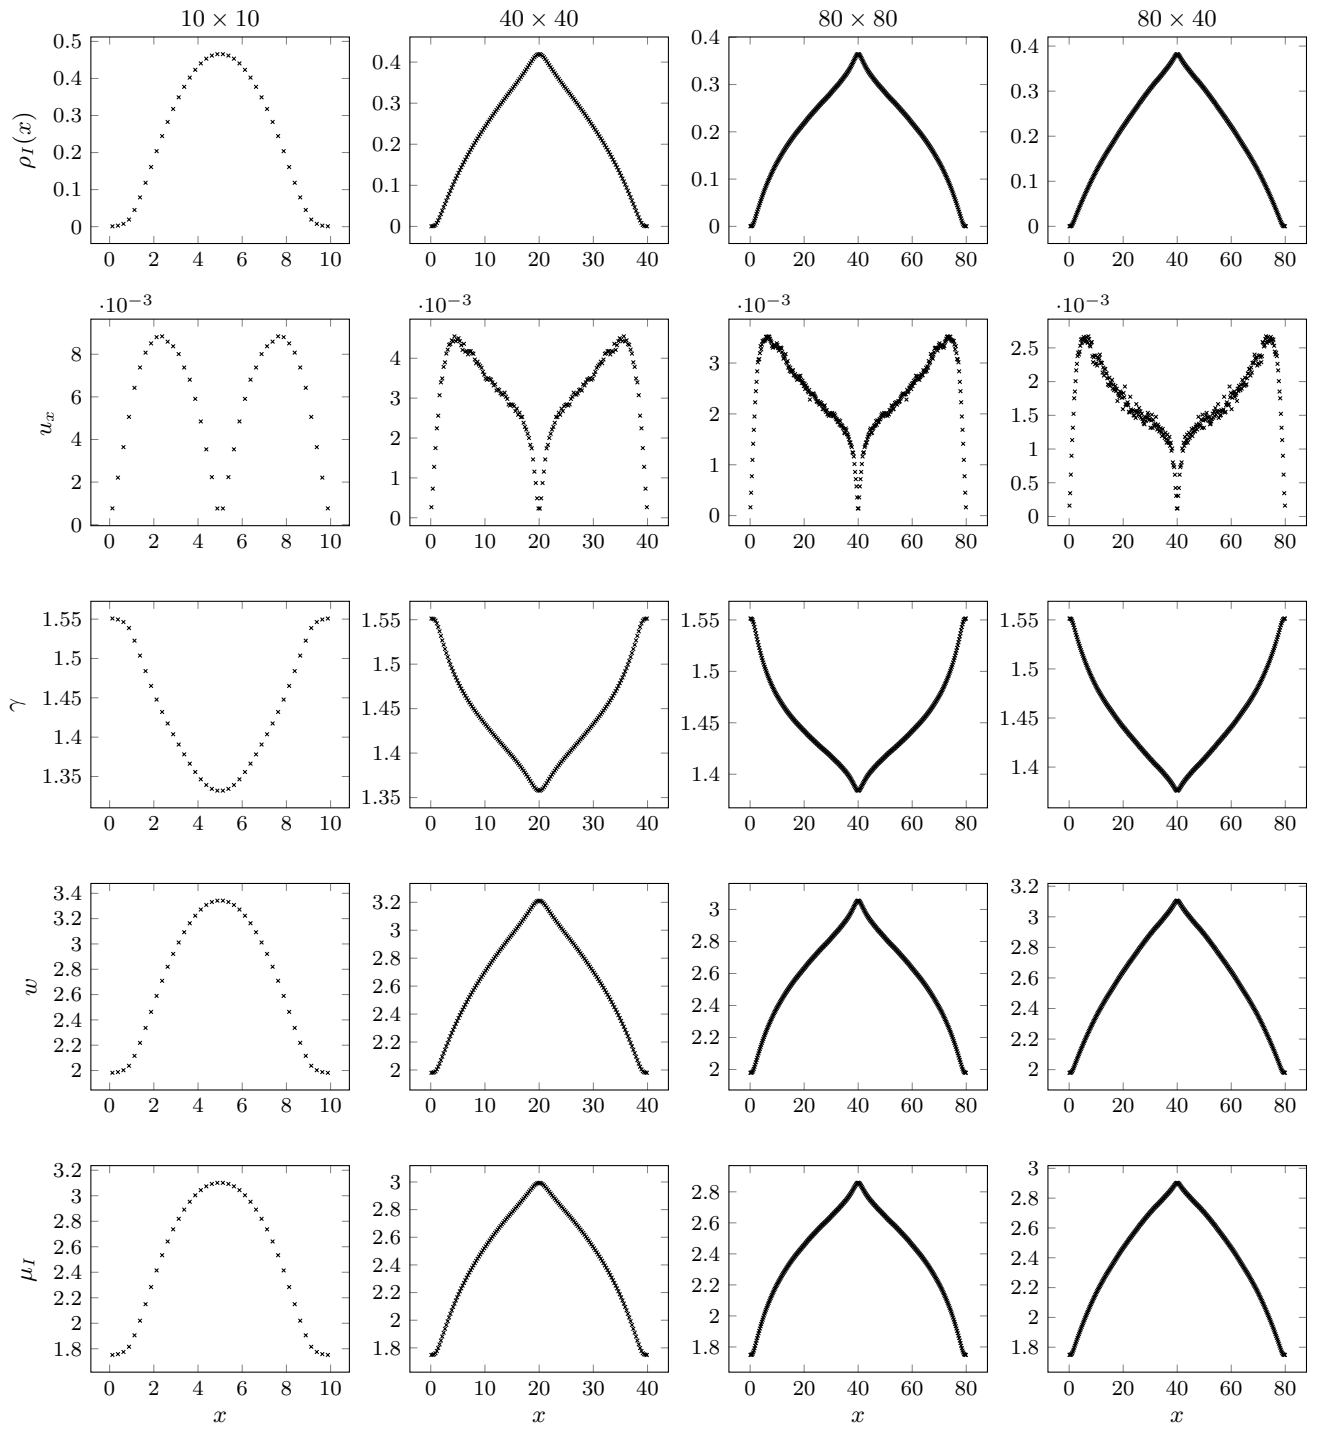 10 × 10 40 × 40 80 × 80 80 × 40
ρ_I(x)
0.5 0.4 0.3 0.2 0.1 0
0 2 4 6 8 10
0.4 0.3 0.2 0.1 0
0 10 20 30 40
0.4 0.3 0.2 0.1 0
0 20 40 60 80
0.4 0.3 0.2 0.1 0
0 20 40 60 80
u_x
·10⁻³
8 6 4 2 0
0 2 4 6 8 10
·10⁻³
4 3 2 1 0
0 10 20 30 40
·10⁻³
3 2 1 0
0 20 40 60 80
·10⁻³
2.5 2 1.5 1 0.5 0
0 20 40 60 80
γ
1.55 1.5 1.45 1.4 1.35
0 2 4 6 8 10
1.55 1.5 1.45 1.4 1.35
0 10 20 30 40
1.55 1.5 1.45 1.4
0 20 40 60 80
1.55 1.5 1.45 1.4
0 20 40 60 80
w
3.4 3.2 3 2.8 2.6 2.4 2.2 2
0 2 4 6 8 10
3.2 3 2.8 2.6 2.4 2.2 2
0 10 20 30 40
3 2.8 2.6 2.4 2.2 2
0 20 40 60 80
3.2 3 2.8 2.6 2.4 2.2 2
0 20 40 60 80
μ_I
3.2 3 2.8 2.6 2.4 2.2 2 1.8
0 2 4 6 8 10
x
3 2.8 2.6 2.4 2.2 2 1.8
0 10 20 30 40
x
2.8 2.6 2.4 2.2 2 1.8
0 20 40 60 80
x
3 2.8 2.6 2.4 2.2 2 1.8
0 20 40 60 80
x